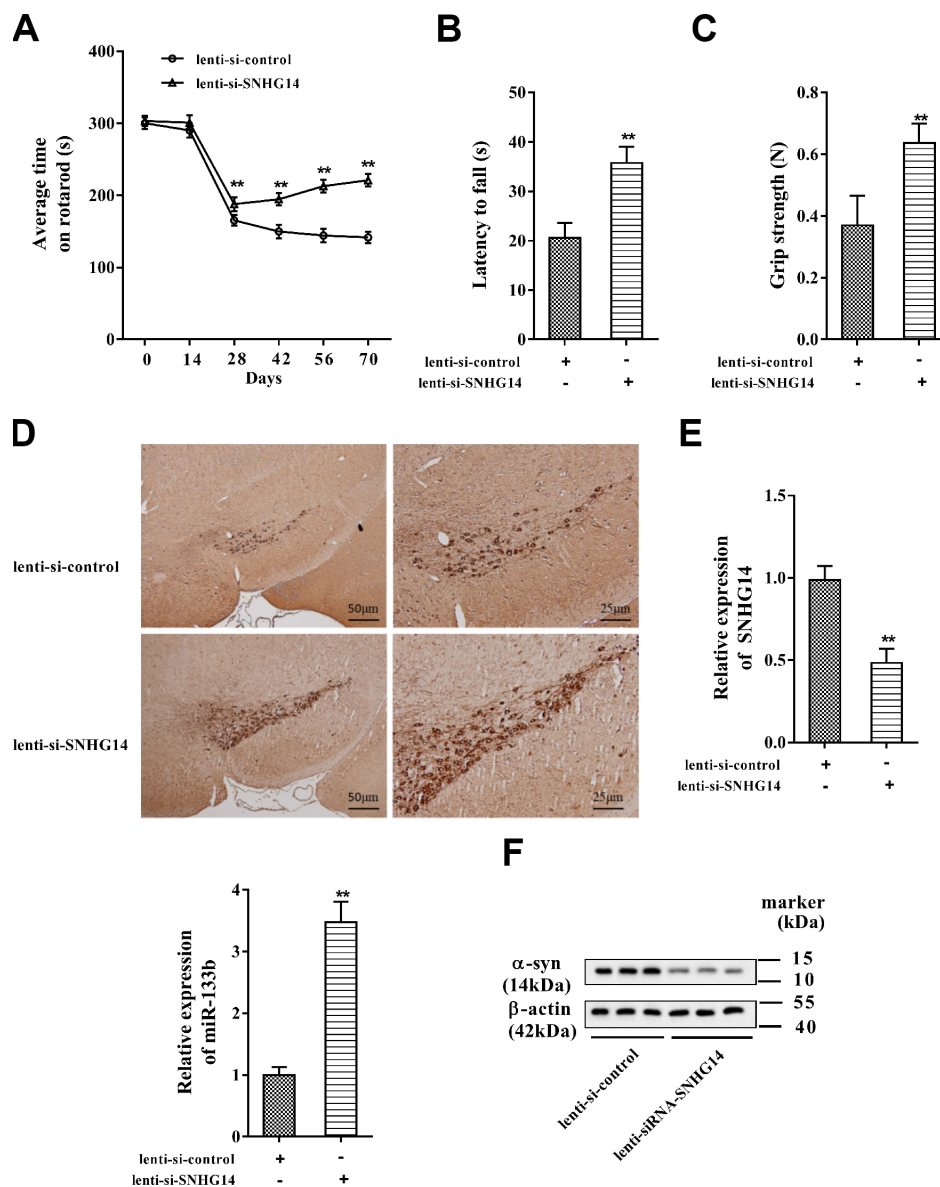 A
lenti-si-control
lenti-si-SNHG14
Average time
on rotarod (s)
400
300
200
100
0
** ** ** **
0 14 28 42 56 70
Days
B
Latency to fall (s)
50
40
30
20
10
0
**
lenti-si-control + -
lenti-si-SNHG14 - +
C
Grip strength (N)
0.8
0.6
0.4
0.2
0.0
**
lenti-si-control + -
lenti-si-SNHG14 - +
D
lenti-si-control
50μm
25μm
lenti-si-SNHG14
50μm
25μm
E
Relative expression
of SNHG14
1.5
1.0
0.5
0.0
**
lenti-si-control + -
lenti-si-SNHG14 - +
Relative expression
of miR-133b
4
3
2
1
0
**
lenti-si-control + -
lenti-si-SNHG14 - +
F
marker
(kDa)
α-syn
(14kDa)
15
10
β-actin
(42kDa)
55
40
lenti-si-control
lenti-siRNA-SNHG14